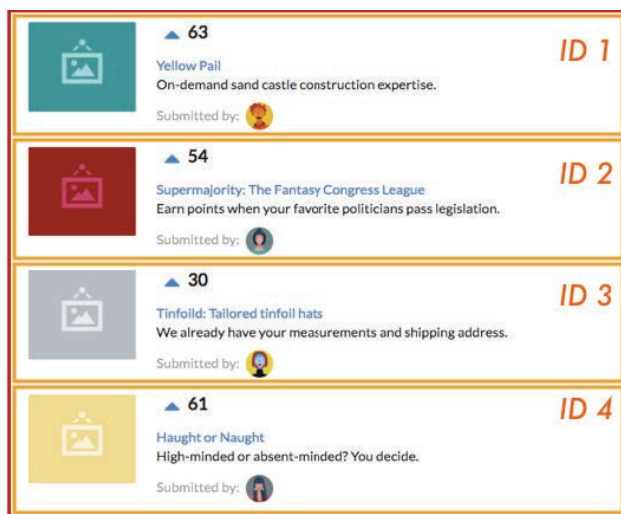 63
ID 1
Yellow Pail
On-demand sand castle construction expertise.
Submitted by:
54
ID 2
Supermajority: The Fantasy Congress League
Earn points when your favorite politicians pass legislation.
Submitted by:
30
ID 3
Tinfoild: Tailored tinfoil hats
We already have your measurements and shipping address.
Submitted by:
61
ID 4
Haught or Naught
High-minded or absent-minded? You decide.
Submitted by: